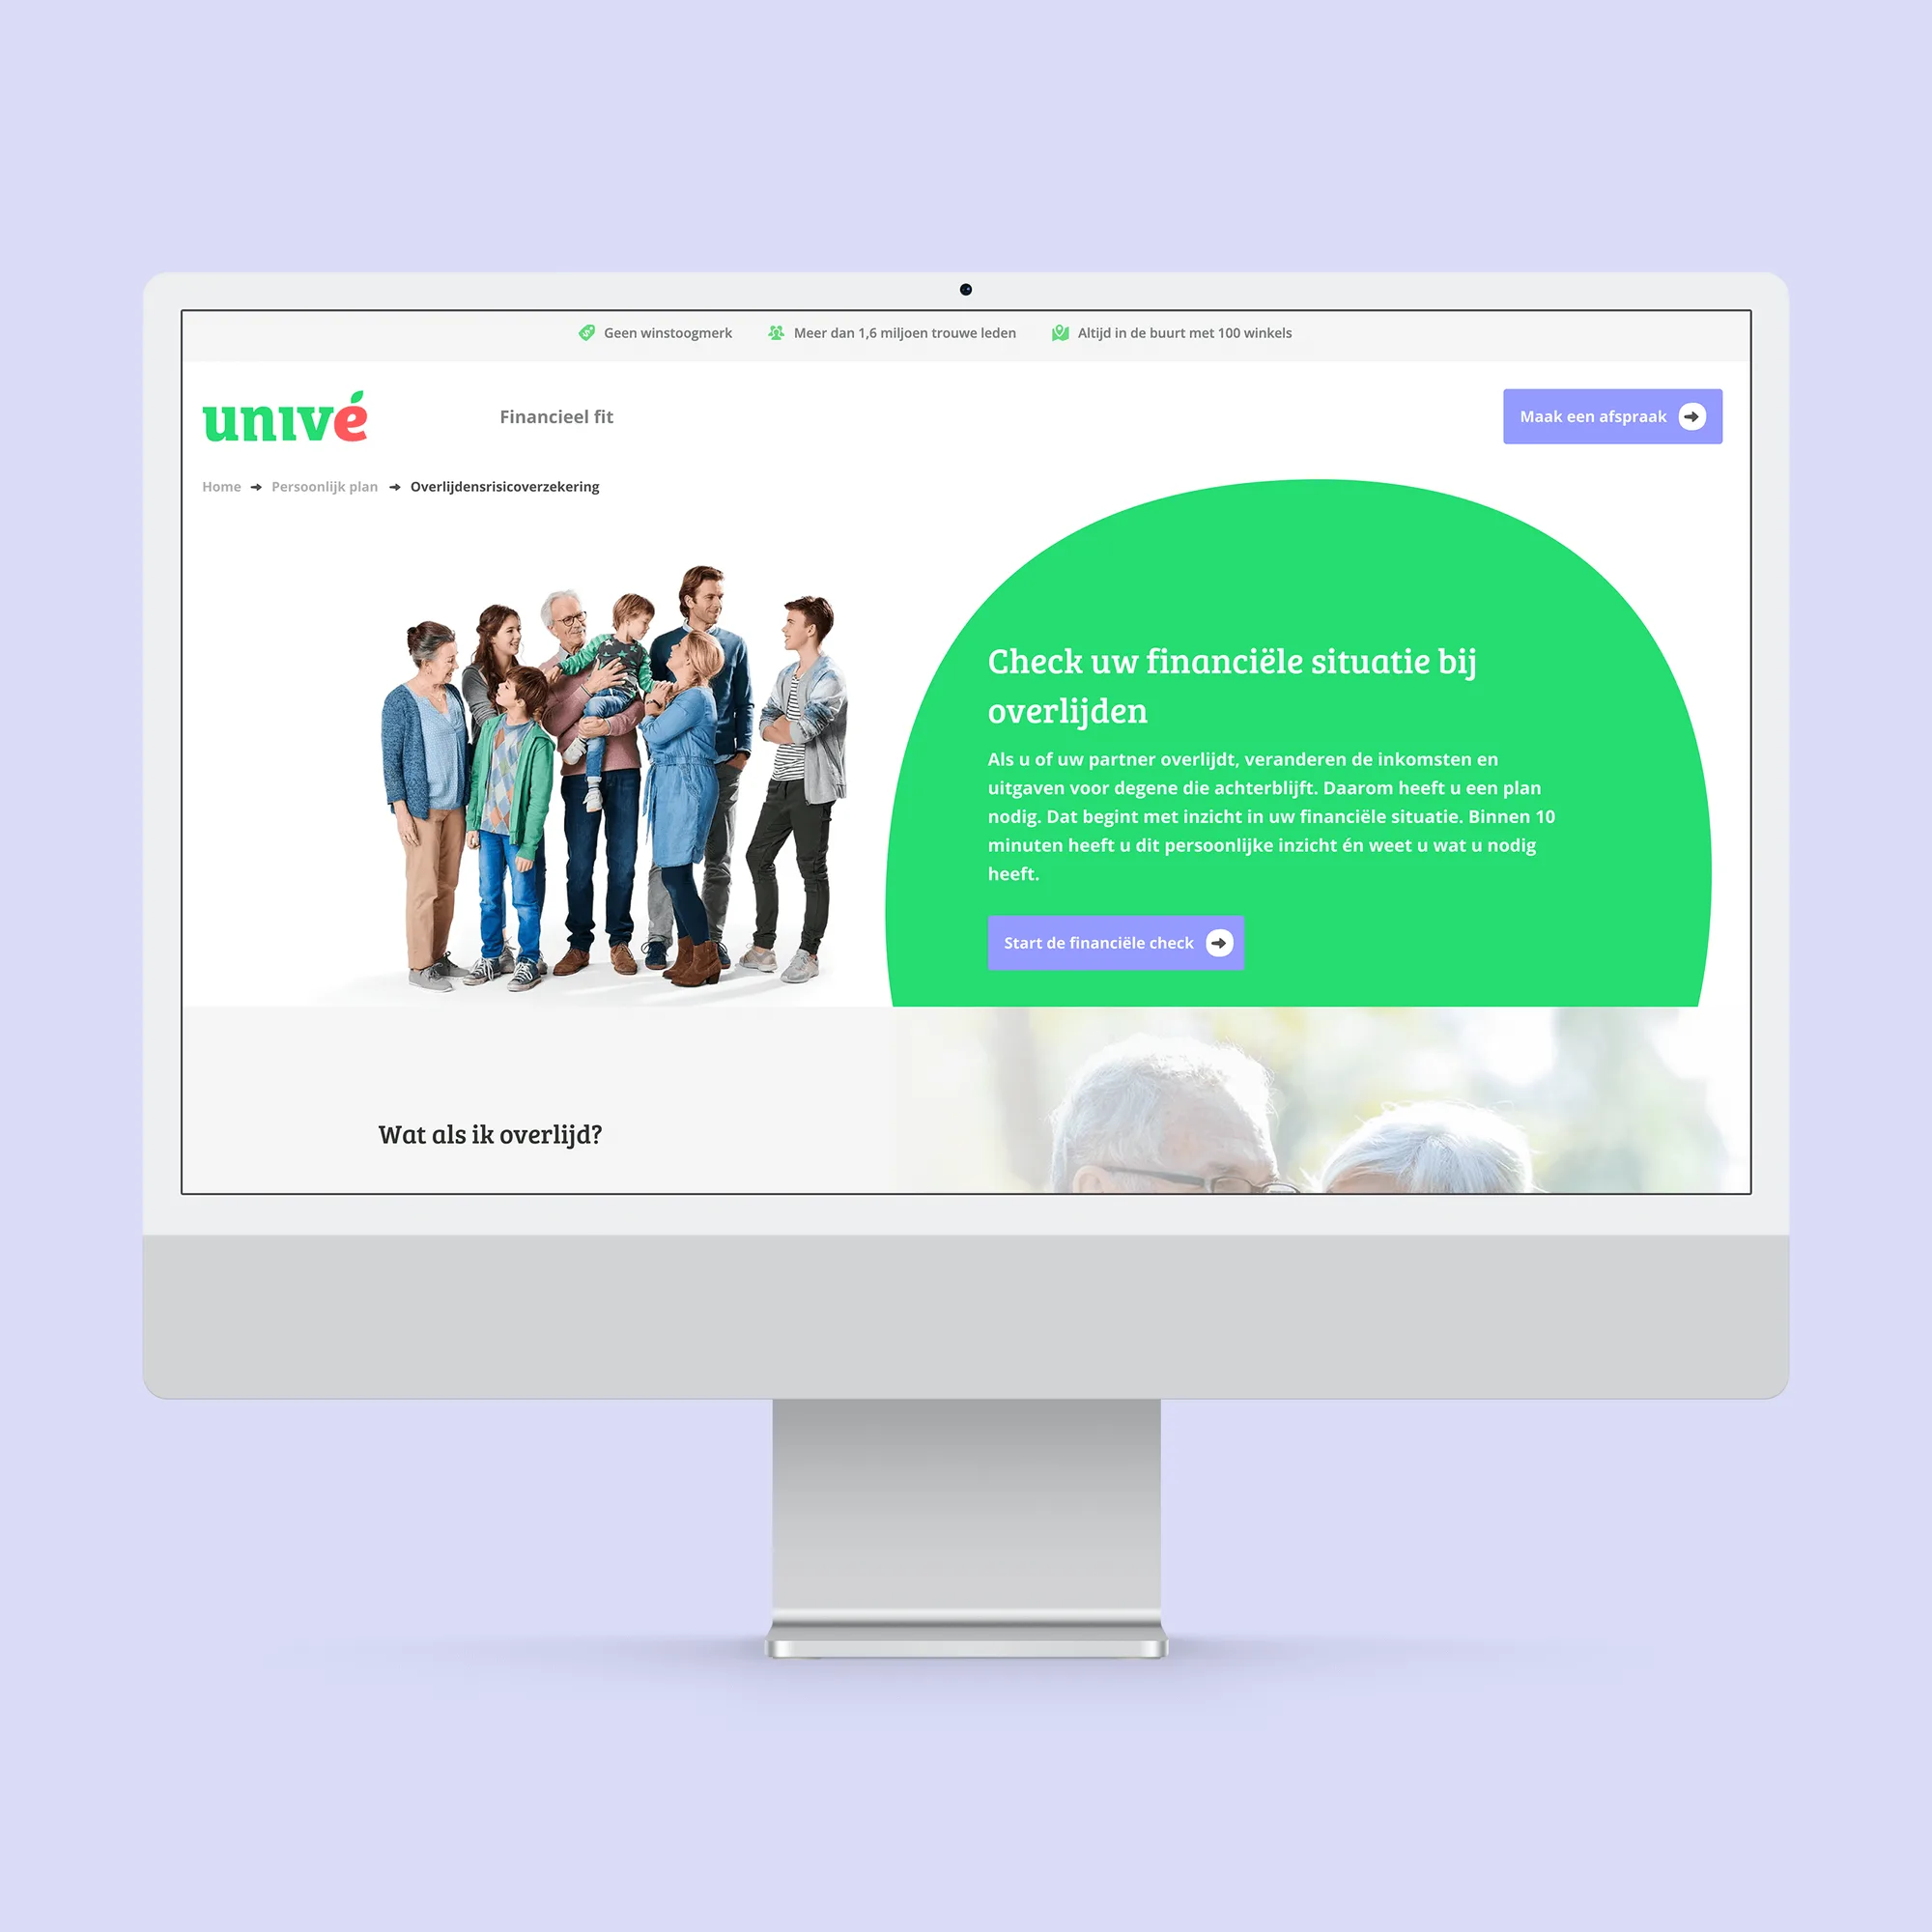 Geen winstoogmerk
Meer dan 1,6 miljoen trouwe leden
Altijd in de buurt met 100 winkels
univé
Financieel fit
Maak een afspraak
Home
Persoonlijk plan
Overlijdensrisicoverzekering
Check uw financiële situatie bij
overlijden
Als u of uw partner overlijdt, veranderen de inkomsten en
uitgaven voor degene die achterblijft. Daarom heeft u een plan
nodig. Dat begint met inzicht in uw financiële situatie. Binnen 10
minuten heeft u dit persoonlijke inzicht én weet u wat u nodig
heeft.
Start de financiële check
Wat als ik overlijd?